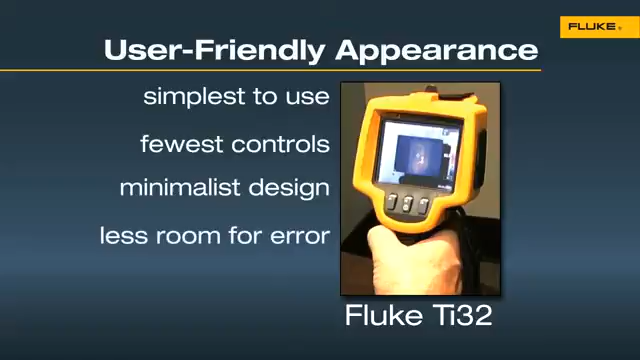 FLUKE®
User-Friendly Appearance
simplest to use
fewest controls
minimalist design
less room for error
Fluke Ti32